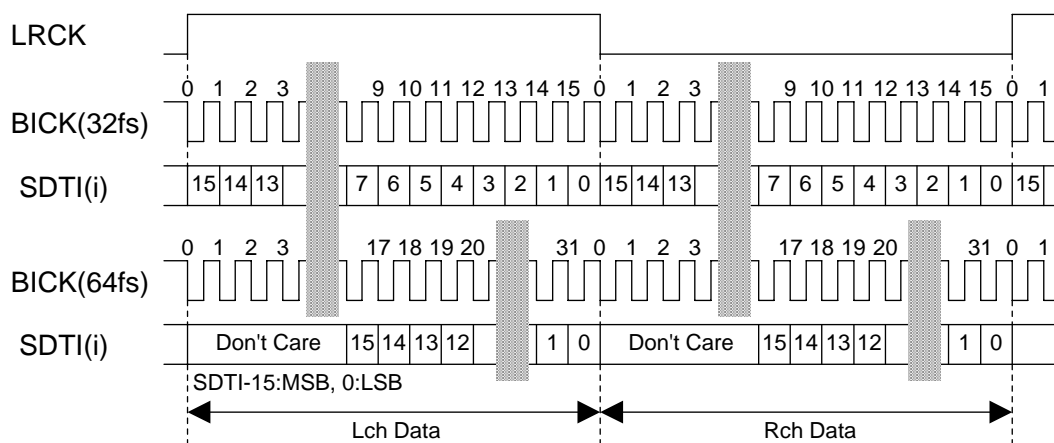 LRCK
0 1 2 3 9 10 11 12 13 14 15 0 1 2 3 9 10 11 12 13 14 15 0 1
BICK(32fs)
SDTI(i) 15 14 13 7 6 5 4 3 2 1 0 15 14 13 7 6 5 4 3 2 1 0 15
0 1 2 3 17 18 19 20 31 0 1 2 3 17 18 19 20 31 0 1
BICK(64fs)
SDTI(i) Don't Care 15 14 13 12 1 0 Don't Care 15 14 13 12 1 0
SDTI-15:MSB, 0:LSB
Lch Data Rch Data